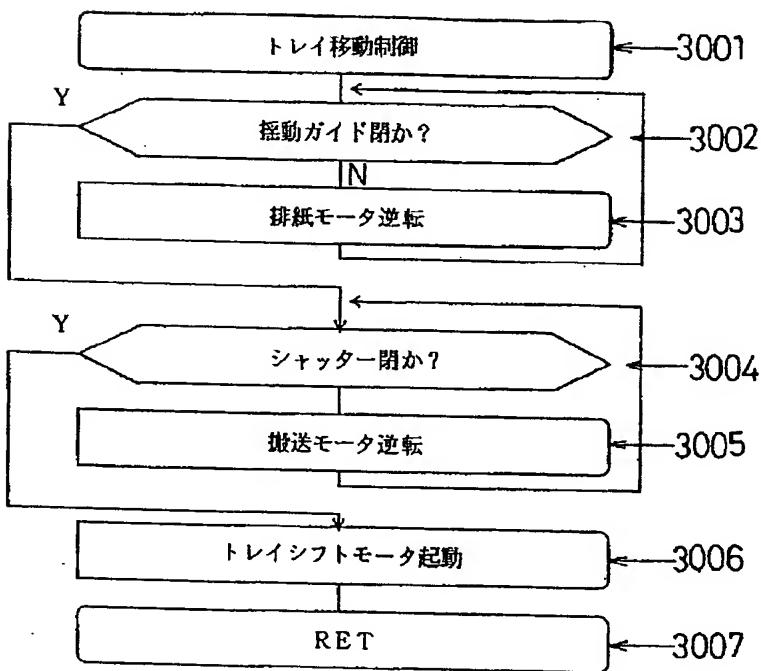 トレイ移動制御 3001
Y
揺動ガイド閉か? 3002
N
排紙モータ逆転 3003
Y
シャッター閉か? 3004
搬送モータ逆転 3005
トレイシフトモータ起動 3006
RET 3007